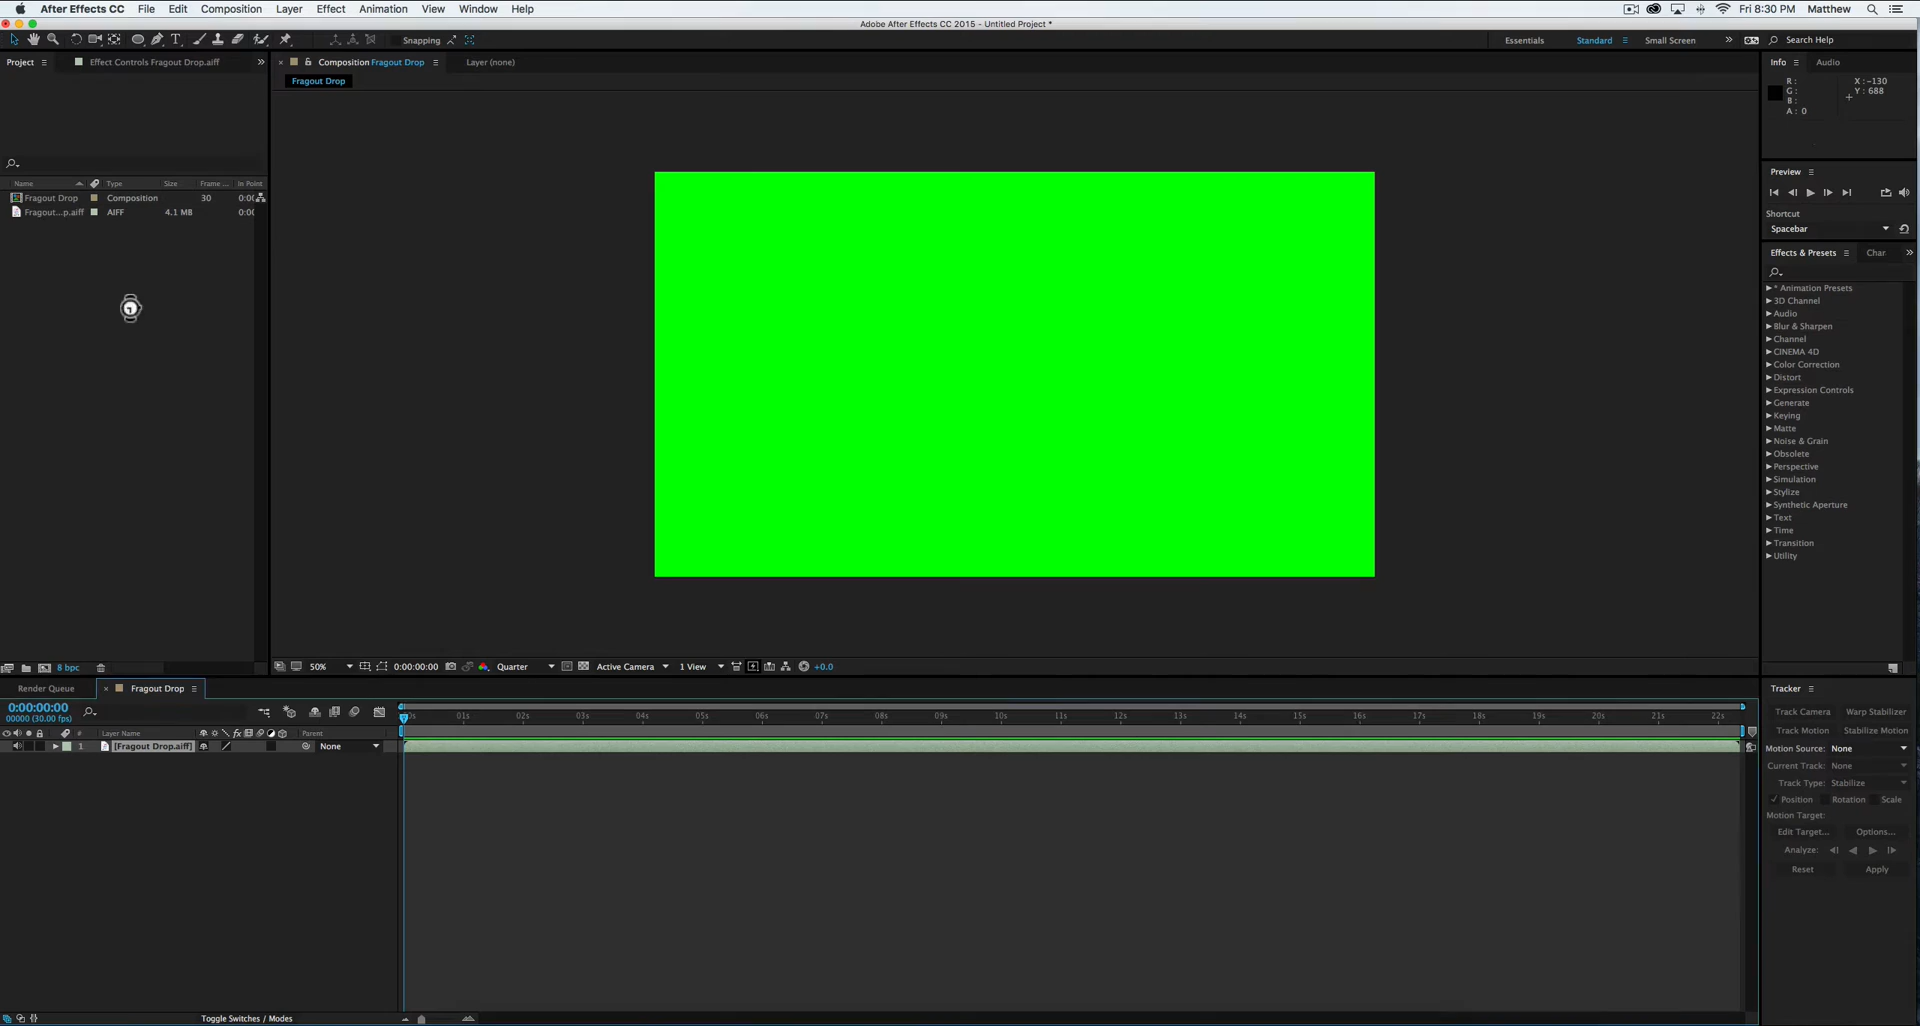 After Effects CC File Edit Composition Layer Effect Animation View Window Help Fri 8:30 PM Matthew
Adobe After Effects CC 2015 - Untitled Project *
Snapping Essentials Standard Small Screen » Search Help
Project Effect Controls Fragout Drop.aiff »
Composition Fragout Drop Layer (none)
Info Audio
Fragout Drop
R : X : -130
G : Y : 688
B :
A : 0
Preview
Shortcut
Spacebar
Name Type Size Frame ... In Point
Fragout Drop Composition 30 0:00
Fragout...p.aiff AIFF 4.1 MB 0:00
Effects & Presets Char »
* Animation Presets
3D Channel
Audio
Blur & Sharpen
Channel
CINEMA 4D
Color Correction
Distort
Expression Controls
Generate
Keying
Matte
Noise & Grain
Obsolete
Perspective
Simulation
Stylize
Synthetic Aperture
Text
Time
Transition
Utility
8 bpc
50% 0:00:00:00 Quarter Active Camera 1 View +0.0
Render Queue Fragout Drop
0:00:00:00
00000 (30.00 fps)
01s 02s 03s 04s 05s 06s 07s 08s 09s 10s 11s 12s 13s 14s 15s 16s 17s 18s 19s 20s 21s 22s
# Layer Name Parent
1 [Fragout Drop.aiff] None
Tracker
Track Camera Warp Stabilizer
Track Motion Stabilize Motion
Motion Source: None
Current Track: None
Track Type: Stabilize
Position Rotation Scale
Motion Target:
Edit Target... Options...
Analyze:
Reset Apply
Toggle Switches / Modes